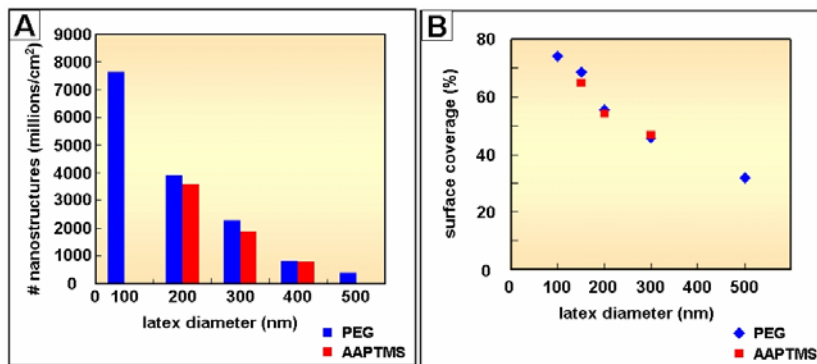 A
# nanostructures (millions/cm²)
9000
8000
7000
6000
5000
4000
3000
2000
1000
0 100 200 300 400 500
latex diameter (nm)
PEG
AAPTMS
B
surface coverage (%)
80
60
40
20
0
0 100 200 300 400 500
latex diameter (nm)
PEG
AAPTMS